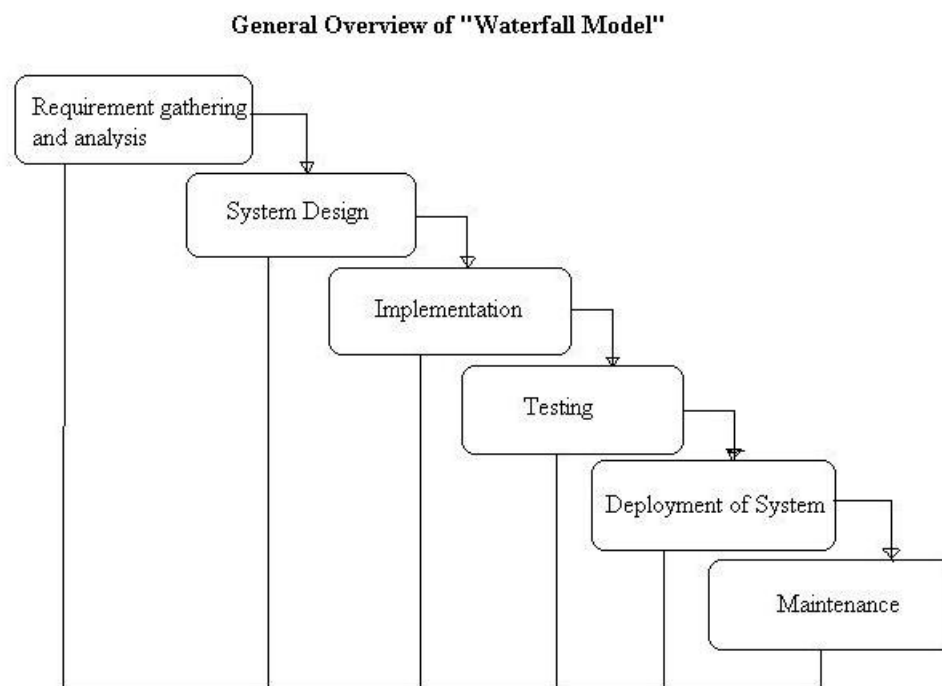 General Overview of "Waterfall Model"
Requirement gathering
and analysis
System Design
Implementation
Testing
Deployment of System
Maintenance